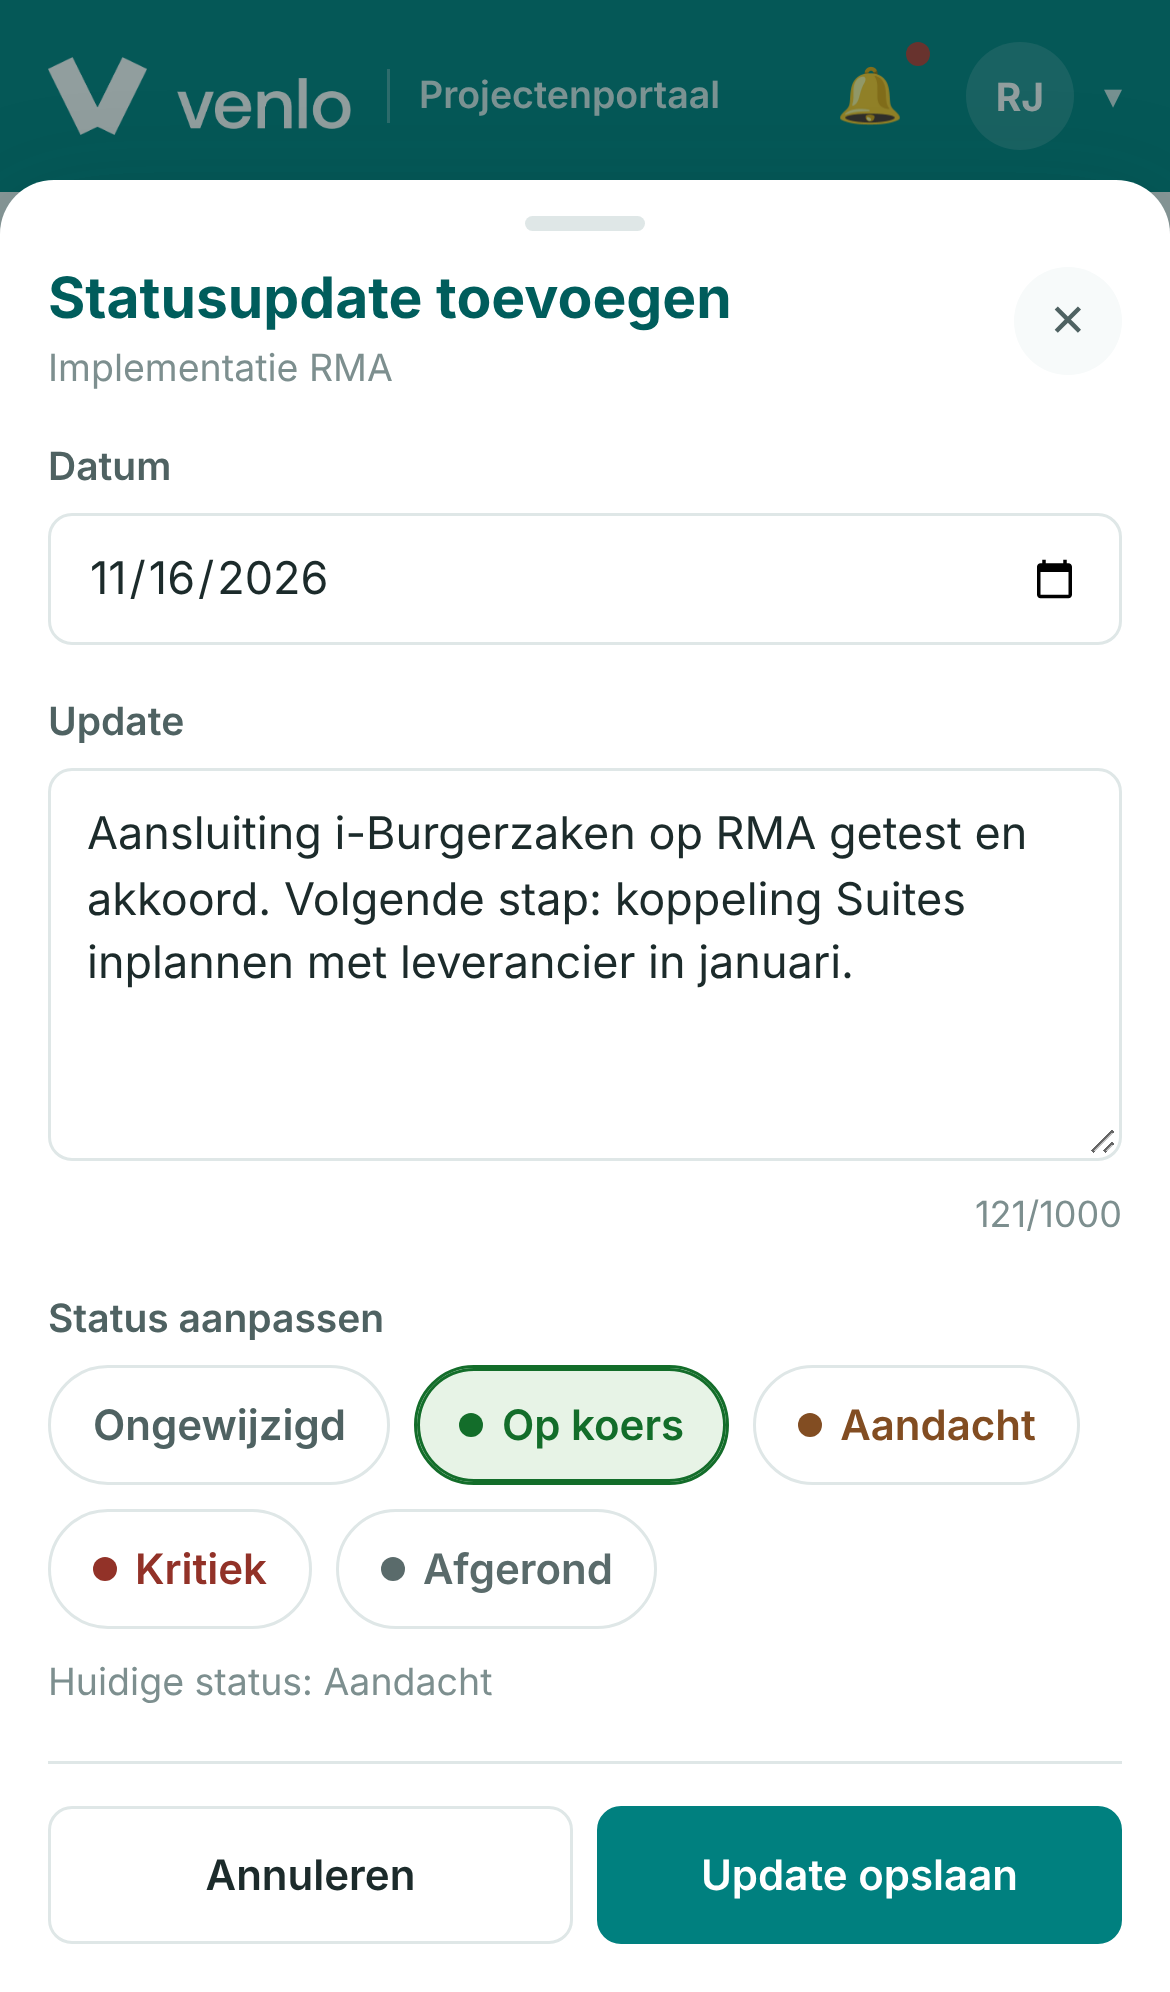 venlo
Projectenportaal
RJ
Statusupdate toevoegen
Implementatie RMA
Datum
11/16/2026
Update
Aansluiting i-Burgerzaken op RMA getest en
akkoord. Volgende stap: koppeling Suites
inplannen met leverancier in januari.
121/1000
Status aanpassen
Ongewijzigd
Op koers
Aandacht
Kritiek
Afgerond
Huidige status: Aandacht
Annuleren
Update opslaan